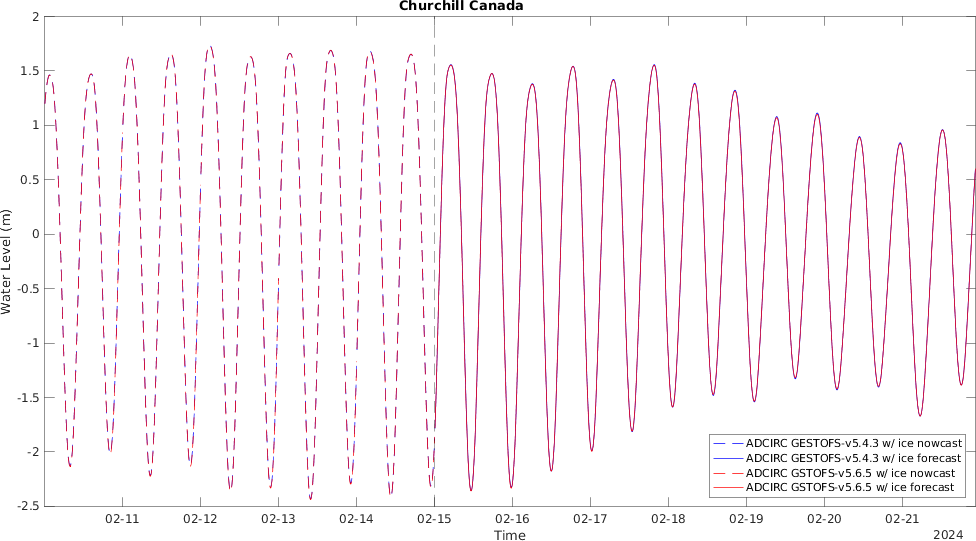 Churchill Canada
2
1.5
1
0.5
0
-0.5
-1
-1.5
-2
-2.5
Water Level (m)
ADCIRC GESTOFS-v5.4.3 w/ ice nowcast
ADCIRC GESTOFS-v5.4.3 w/ ice forecast
ADCIRC GSTOFS-v5.6.5 w/ ice nowcast
ADCIRC GSTOFS-v5.6.5 w/ ice forecast
02-11 02-12 02-13 02-14 02-15 02-16 02-17 02-18 02-19 02-20 02-21
Time
2024